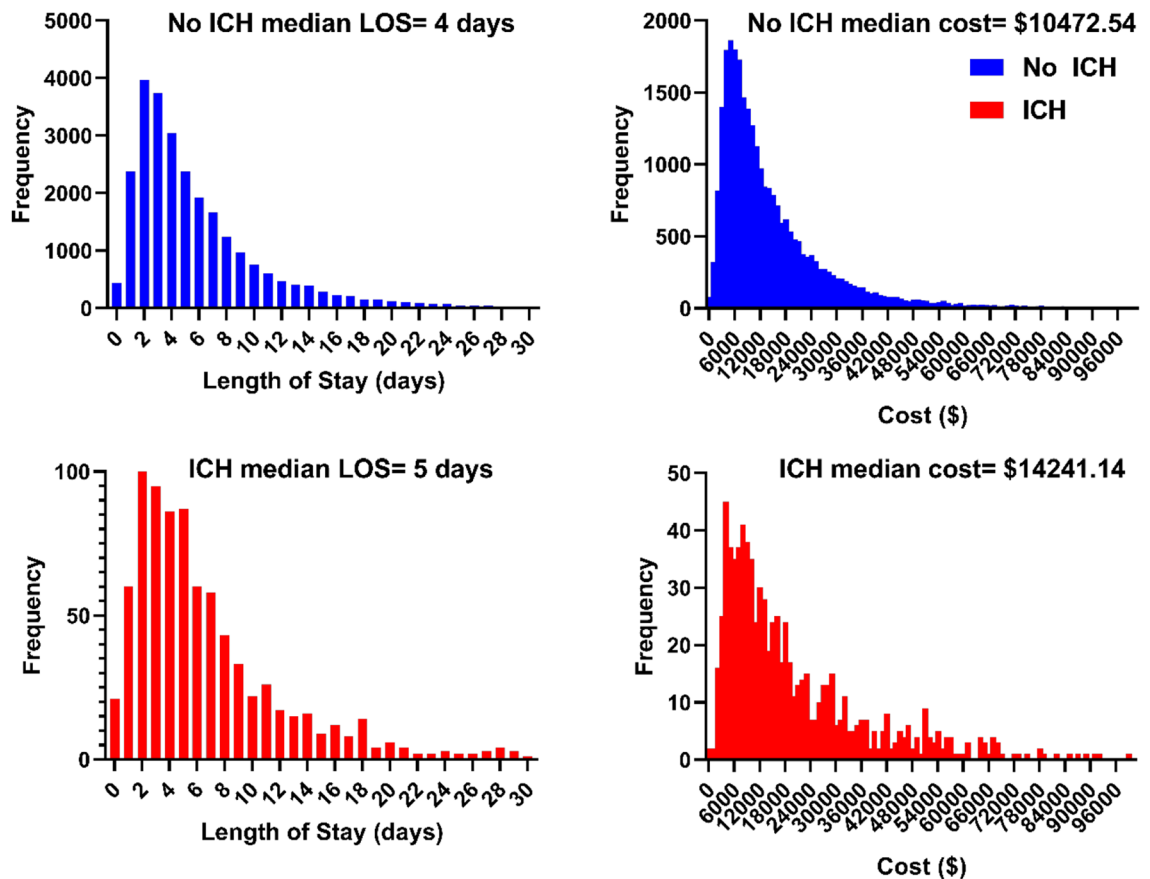 No ICH median LOS= 4 days
5000
4000
3000
2000
1000
0
Frequency
0 2 4 6 8 10 12 14 16 18 20 22 24 26 28 30
Length of Stay (days)
No ICH median cost= $10472.54
No ICH
ICH
2000
1500
1000
500
0
Frequency
0 6000 12000 18000 24000 30000 36000 42000 48000 54000 60000 66000 72000 78000 84000 90000 96000
Cost ($)
ICH median LOS= 5 days
100
50
0
Frequency
0 2 4 6 8 10 12 14 16 18 20 22 24 26 28 30
Length of Stay (days)
ICH median cost= $14241.14
50
40
30
20
10
0
Frequency
0 6000 12000 18000 24000 30000 36000 42000 48000 54000 60000 66000 72000 78000 84000 90000 96000
Cost ($)